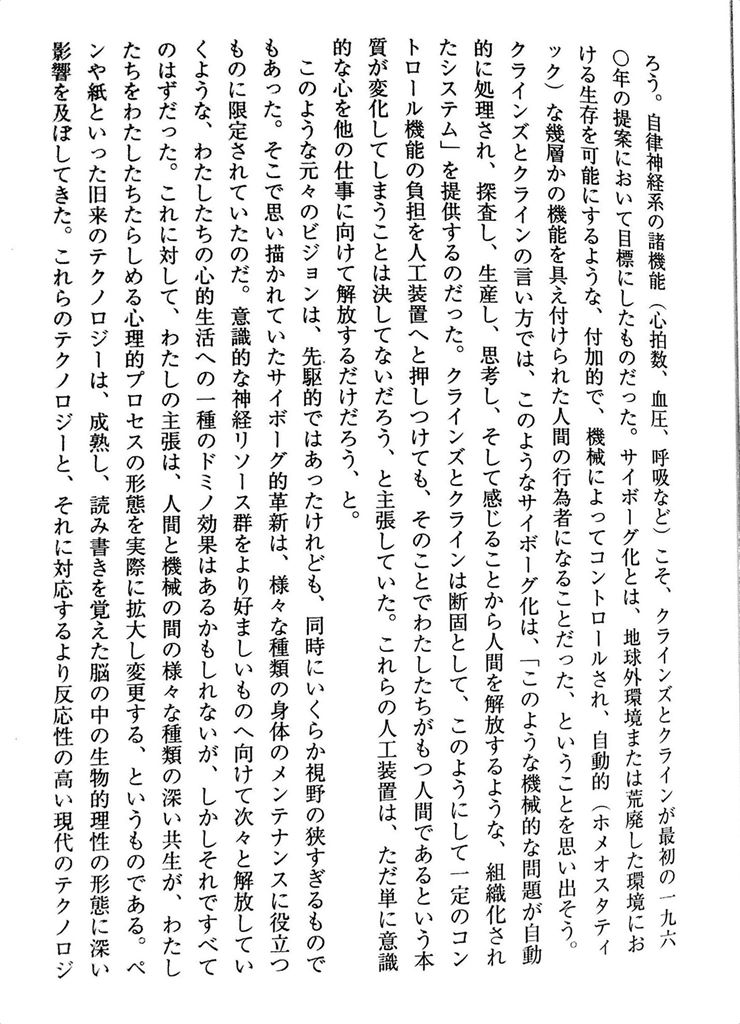 ろう。自律神経系の諸機能（心拍数、血圧、呼吸など）こそ、クラインズとクラインが最初の一九六
〇年の提案において目標にしたものだった。サイボーグ化とは、地球外環境または荒廃した環境にお
ける生存を可能にするような、付加的で、機械によってコントロールされ、自動的（ホメオスタティ
ック）な幾層かの機能を具え付けられた人間の行為者になることだった、ということを思い出そう。
クラインズとクラインの言い方では、このようなサイボーグ化は、「このような機械的な問題が自動
的に処理され、探査し、生産し、思考し、そして感じることから人間を解放するような、組織化され
たシステム」を提供するのだった。クラインズとクラインは断固として、このようにして一定のコン
トロール機能の負担を人工装置へと押しつけても、そのことでわたしたちがもつ人間であるという本
質が変化してしまうことは決してないだろう、と主張していた。これらの人工装置は、ただ単に意識
的な心を他の仕事に向けて解放するだけだろう、と。
このような元々のビジョンは、先駆的ではあったけれども、同時にいくらか視野の狭すぎるもので
もあった。そこで思い描かれていたサイボーグ的革新は、様々な種類の身体のメンテナンスに役立つ
ものに限定されていたのだ。意識的な神経リソース群をより好ましいものへ向けて次々と解放してい
くような、わたしたちの心的生活への一種のドミノ効果はあるかもしれないが、しかしそれですべて
のはずだった。これに対して、わたしの主張は、人間と機械の間の様々な種類の深い共生が、わたし
たちをわたしたちたらしめる心理的プロセスの形態を実際に拡大し変更する、というものである。ペ
ンや紙といった旧来のテクノロジーは、成熟し、読み書きを覚えた脳の中の生物的理性の形態に深い
影響を及ぼしてきた。これらのテクノロジーと、それに対応するより反応性の高い現代のテクノロジ